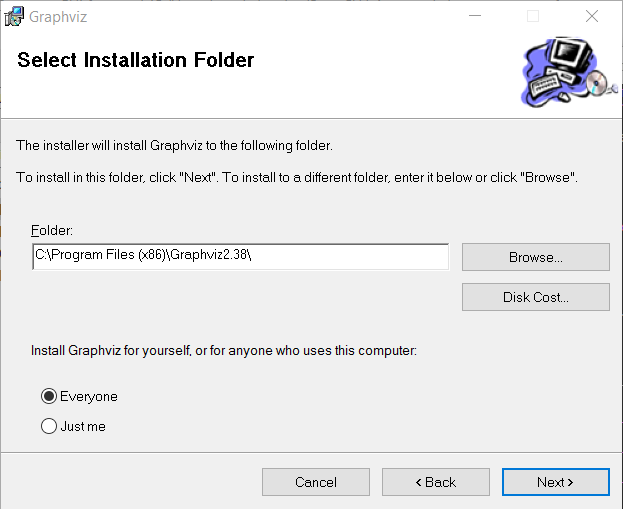 Graphviz
Select Installation Folder
The installer will install Graphviz to the following folder.
To install in this folder, click "Next". To install to a different folder, enter it below or click "Browse".
Folder:
C:\Program Files (x86)\Graphviz2.38\
Browse...
Disk Cost...
Install Graphviz for yourself, or for anyone who uses this computer:
Everyone
Just me
Cancel
< Back
Next >